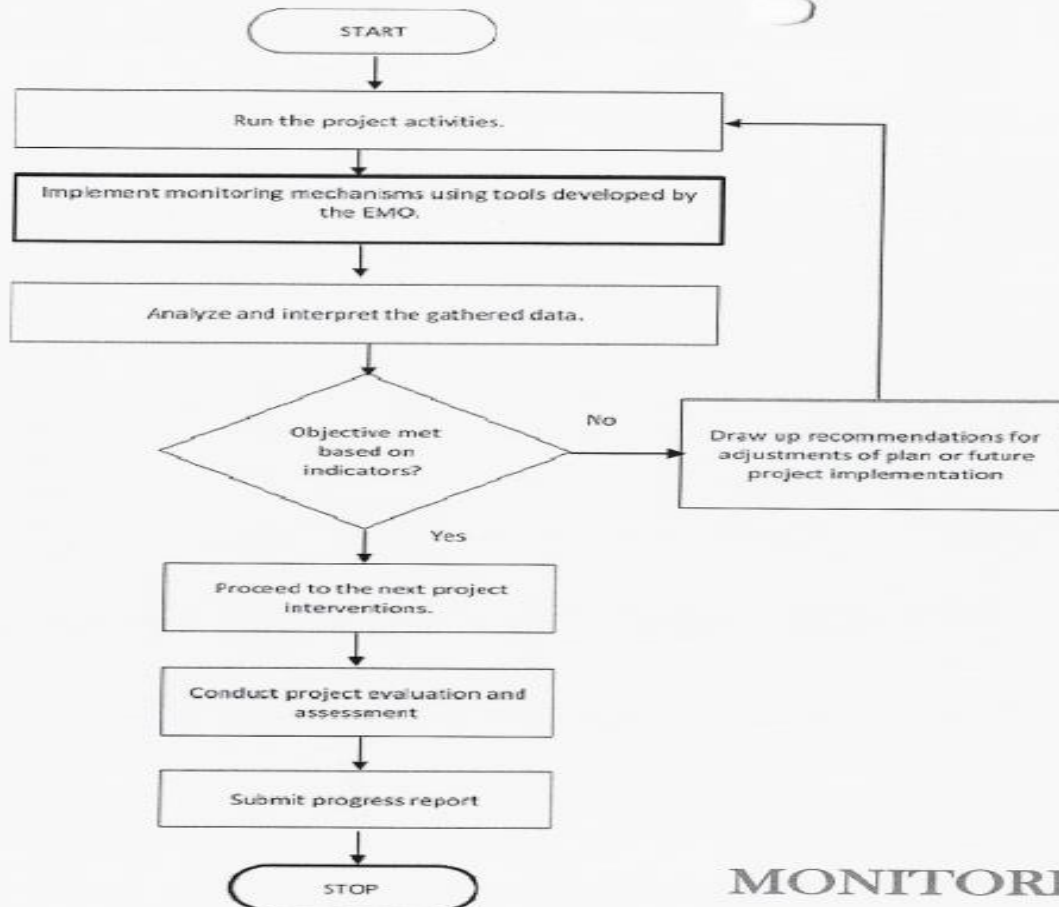 START
Run the project activities.
Implement monitoring mechanisms using tools developed by
the EMO.
Analyze and interpret the gathered data.
Objective met
based on
indicators?
No
Draw up recommendations for
adjustments of plan or future
project implementation
Yes
Proceed to the next project
interventions.
Conduct project evaluation and
assessment
Submit progress report
STOP